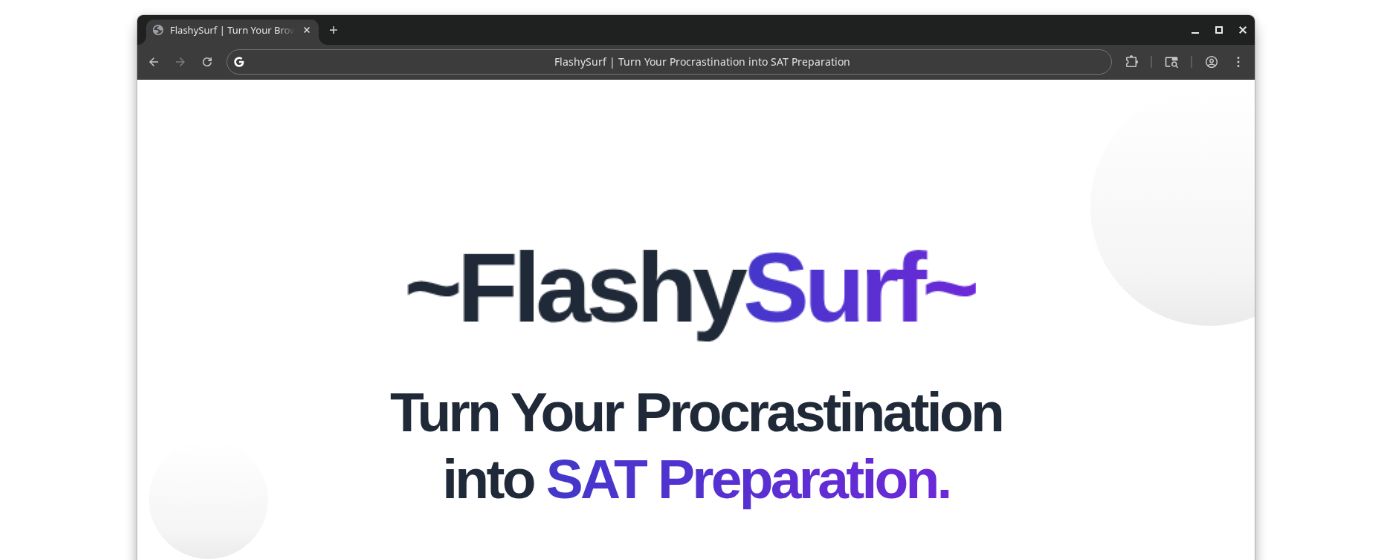 FlashySurf | Turn Your Bro
FlashySurf | Turn Your Procrastination into SAT Preparation
~FlashySurf~
Turn Your Procrastination
into SAT Preparation.